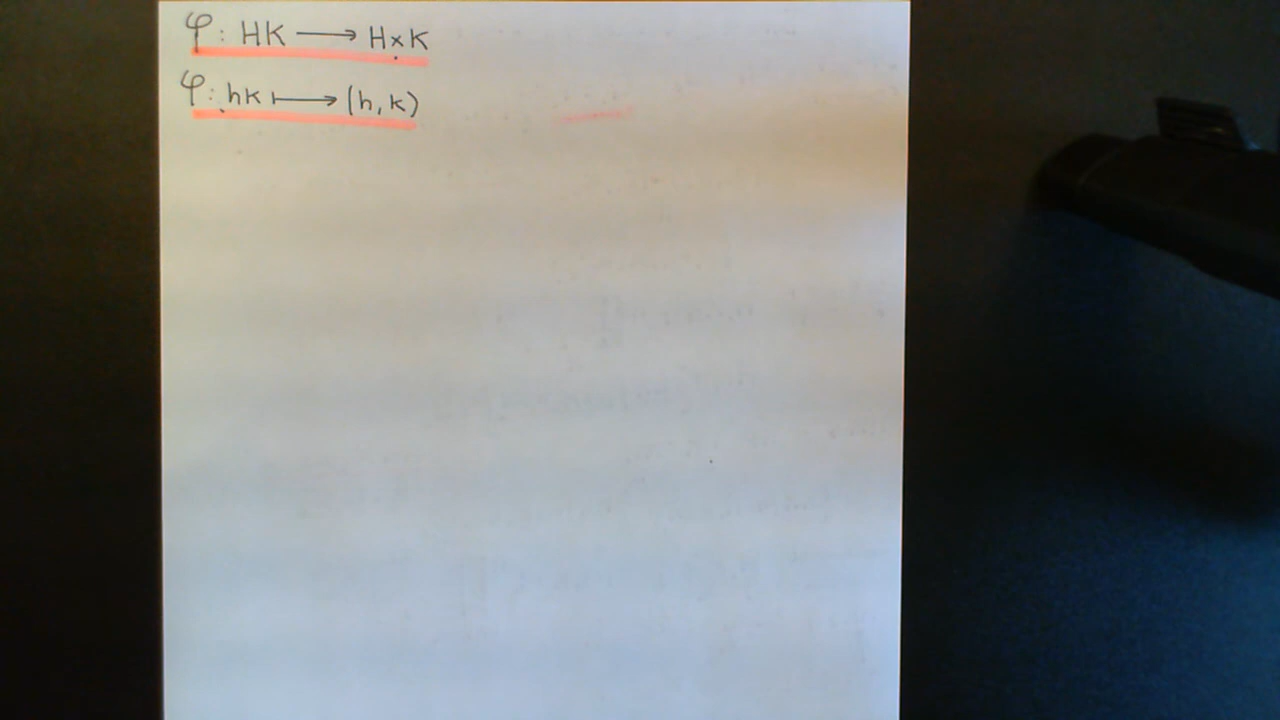 φ: HK ⟶ H×K
φ: hk ⟼ (h, k)